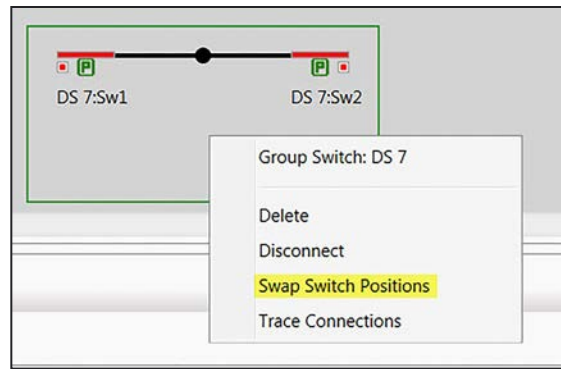 P P
DS 7:Sw1 DS 7:Sw2
Group Switch: DS 7
Delete
Disconnect
Swap Switch Positions
Trace Connections